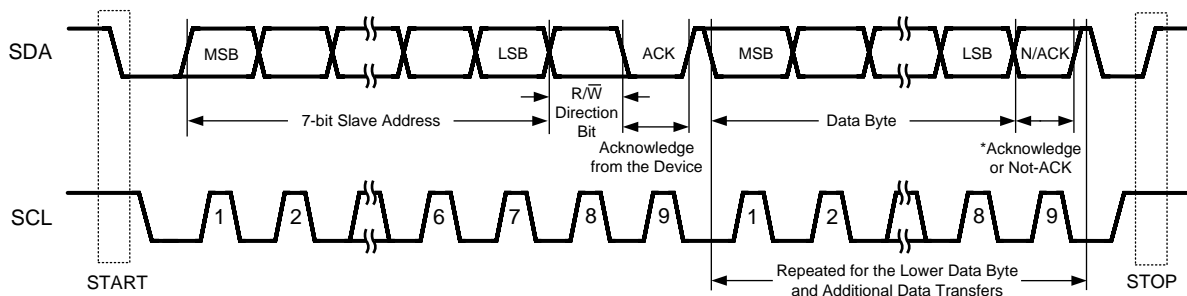 SDA
MSB
LSB
ACK
MSB
LSB
N/ACK
R/W̅
Direction
Bit
7-bit Slave Address
Data Byte
Acknowledge
from the Device
*Acknowledge
or Not-ACK
SCL
1
2
6
7
8
9
1
2
8
9
START
Repeated for the Lower Data Byte
and Additional Data Transfers
STOP